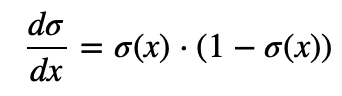 dσ/dx = σ(x) · (1 − σ(x))